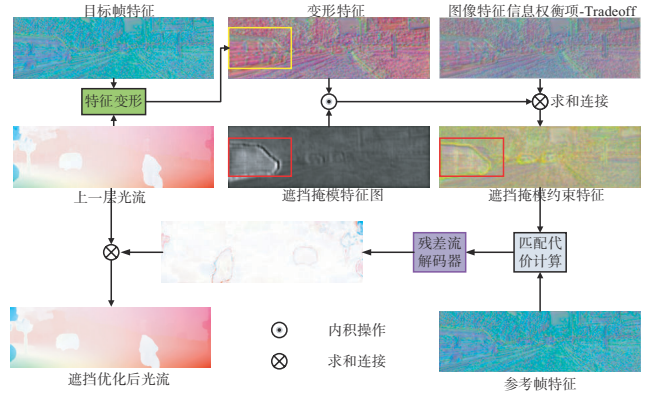 目标帧特征
变形特征
图像特征信息权衡项-Tradeoff
特征变形
求和连接
上一层光流
遮挡掩模特征图
遮挡掩模约束特征
残差流
解码器
匹配代
价计算
内积操作
求和连接
遮挡优化后光流
参考帧特征